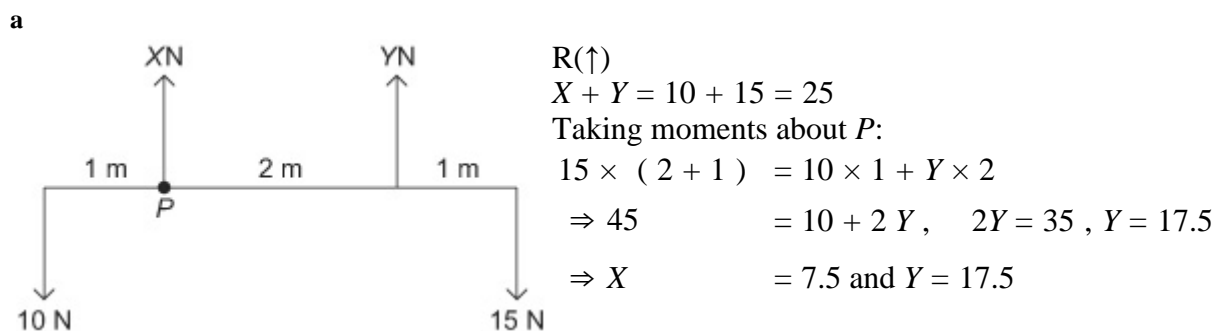 a
XN YN
1 m 2 m 1 m
P
10 N 15 N
R(↑)
X + Y = 10 + 15 = 25
Taking moments about P:
15 × ( 2 + 1 ) = 10 × 1 + Y × 2
⇒ 45 = 10 + 2 Y , 2Y = 35 , Y = 17.5
⇒ X = 7.5 and Y = 17.5